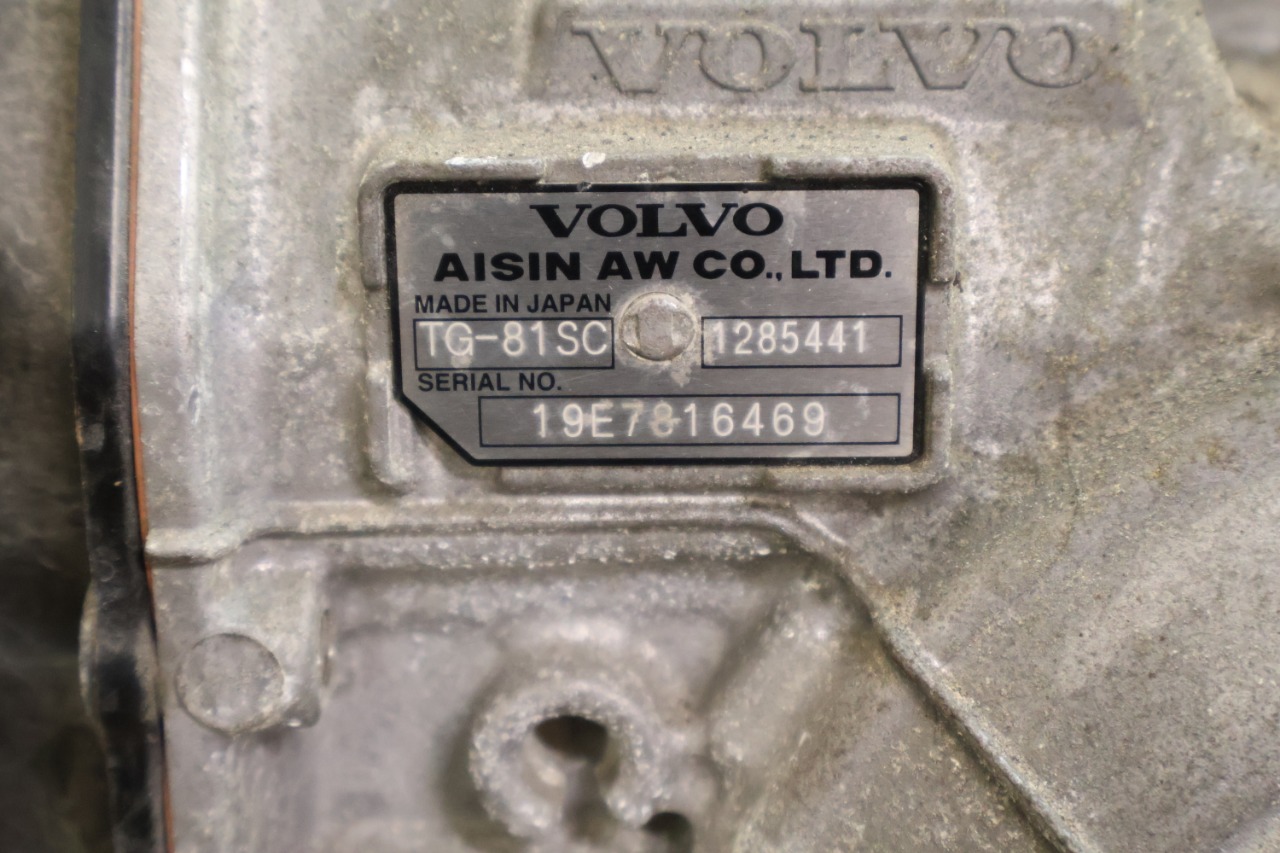 VOLVO
VOLVO
AISIN AW CO., LTD.
MADE IN JAPAN
TG-81SC 1285441
SERIAL NO.
19E7816469